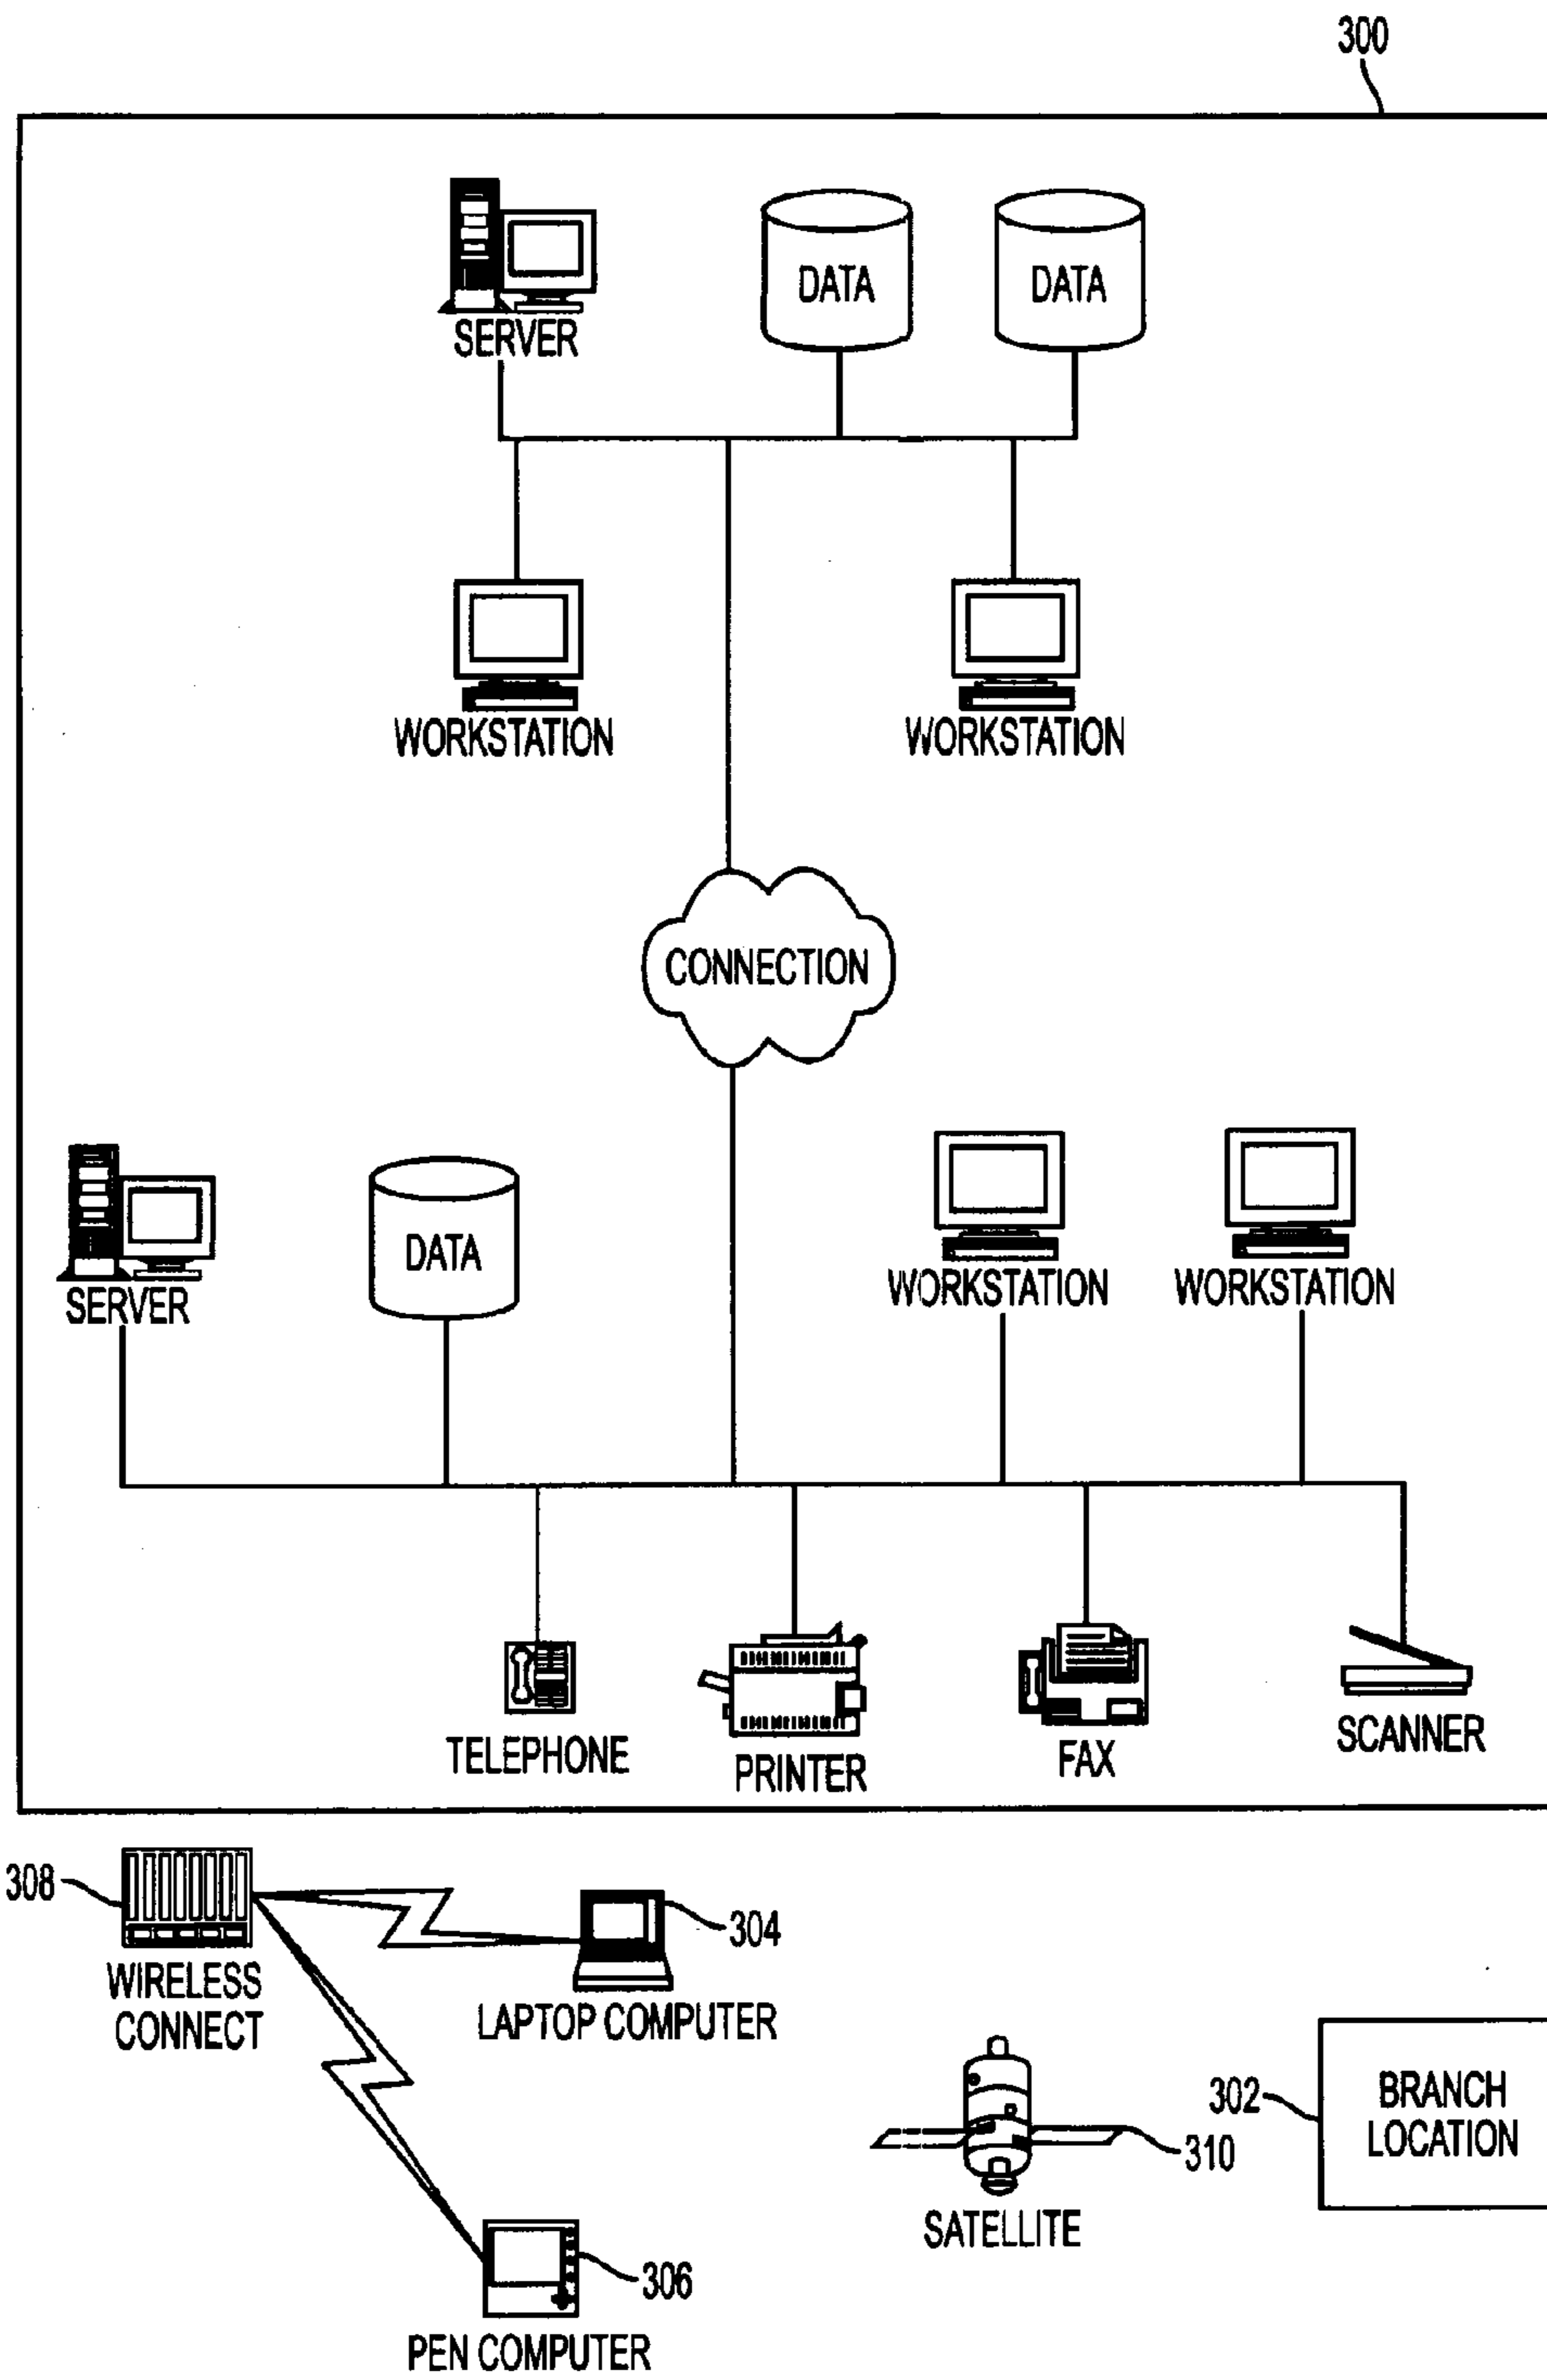 300
SERVER
DATA
DATA
WORKSTATION
WORKSTATION
CONNECTION
SERVER
DATA
WORKSTATION
WORKSTATION
TELEPHONE
PRINTER
FAX
SCANNER
308
WIRELESS
CONNECT
304
LAPTOP COMPUTER
302
BRANCH
LOCATION
310
SATELLITE
306
PEN COMPUTER